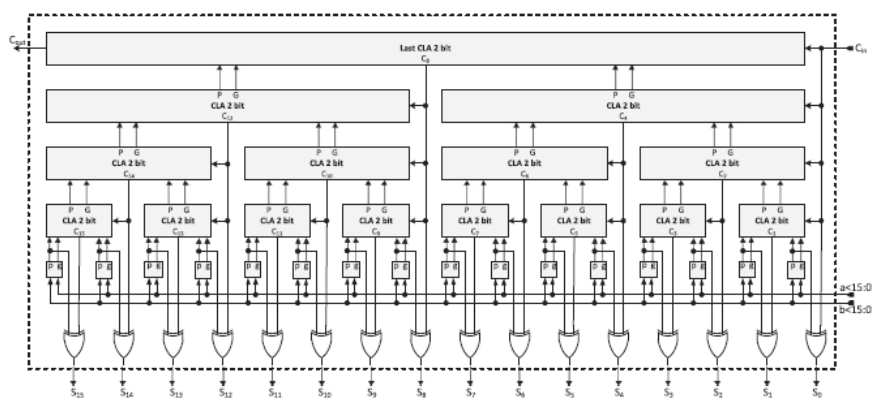 Last CLA 2 bit
Cout
Cin
C8
P G P G
CLA 2 bit CLA 2 bit
C12 C4
P G P G P G P G
CLA 2 bit CLA 2 bit CLA 2 bit CLA 2 bit
C14 C10 C6 C2
P G P G P G P G P G P G P G P G
CLA 2 bit CLA 2 bit CLA 2 bit CLA 2 bit CLA 2 bit CLA 2 bit CLA 2 bit CLA 2 bit
C15 C13 C11 C9 C7 C5 C3 C1
p g p g p g p g p g p g p g p g p g p g p g p g p g p g p g p g
a<15:0
b<15:0
S15 S14 S13 S12 S11 S10 S9 S8 S7 S6 S5 S4 S3 S2 S1 S0